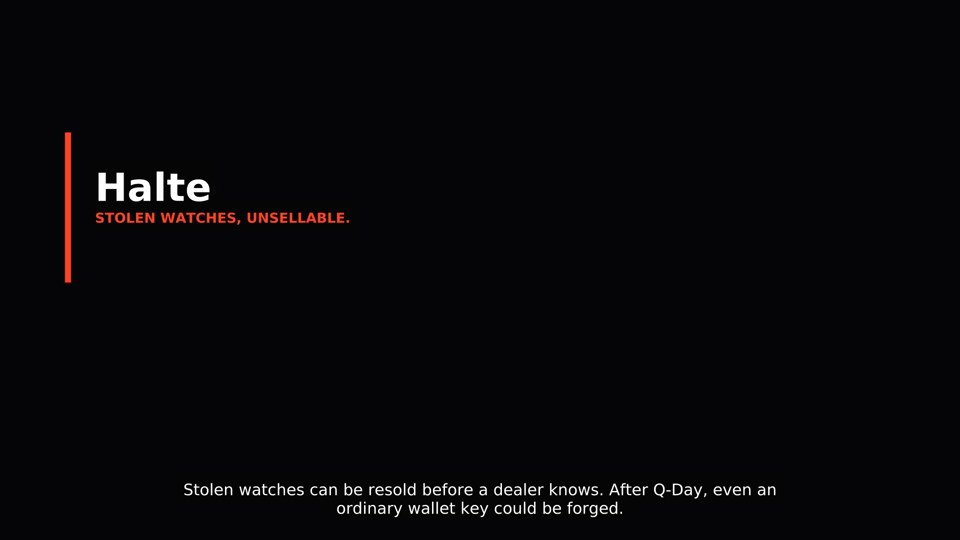 Halte
STOLEN WATCHES, UNSELLABLE.
Stolen watches can be resold before a dealer knows. After Q-Day, even an
ordinary wallet key could be forged.